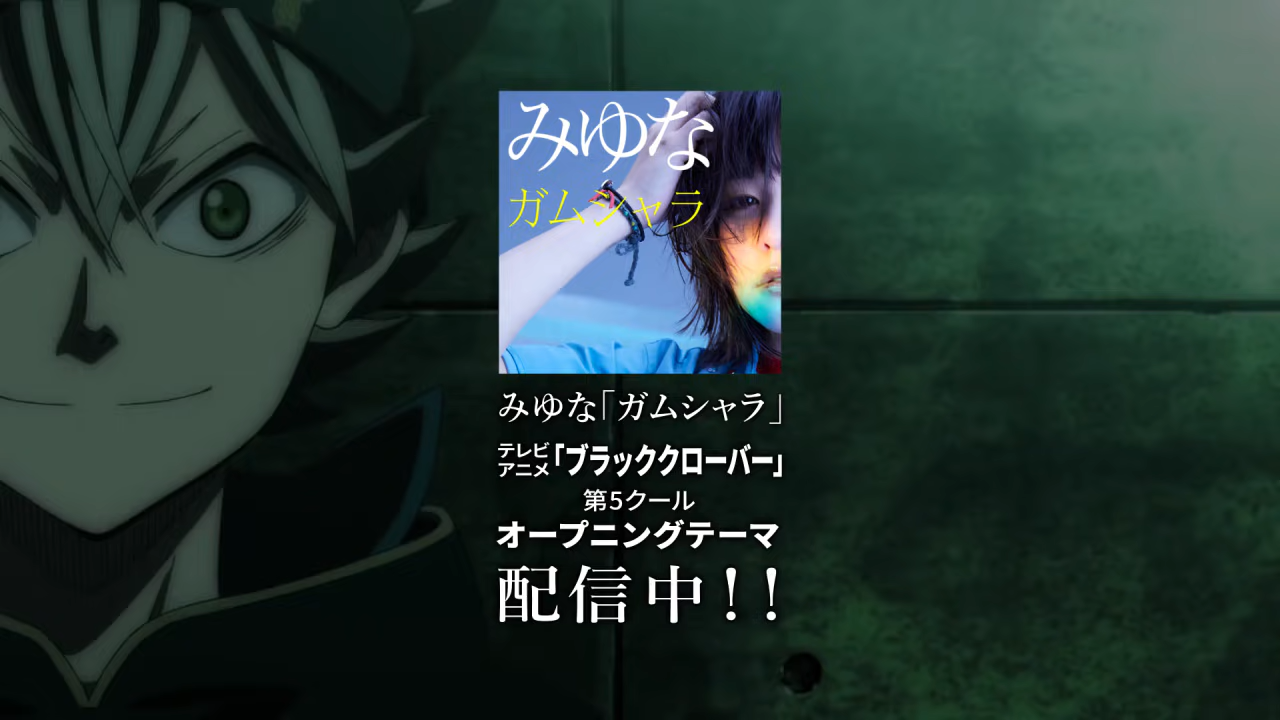 みゆな
ガムシャラ
みゆな「ガムシャラ」
テレビ
アニメ「ブラッククローバー」
第5クール
オープニングテーマ
配信中!!